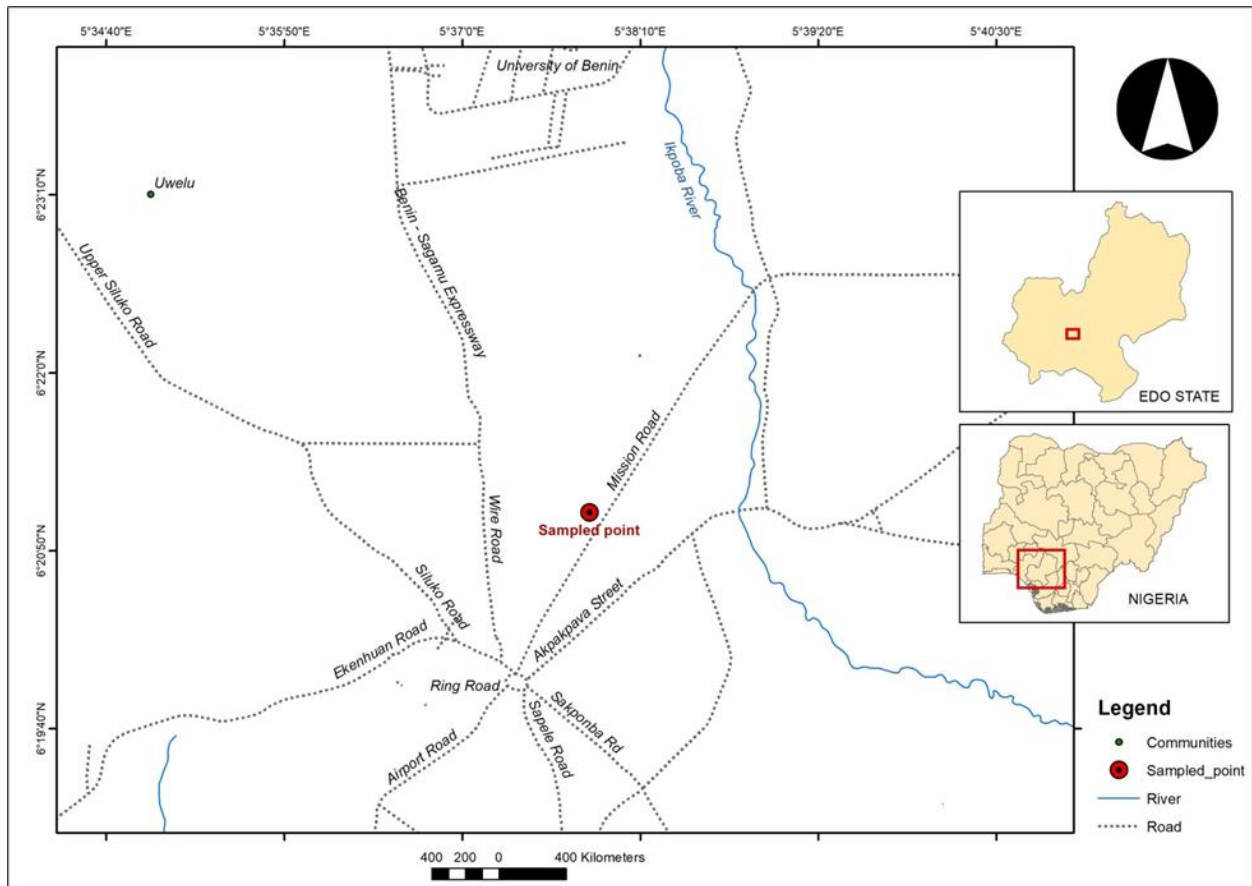 5°34'40"E
5°35'50"E
5°37'0"E
5°38'10"E
5°39'20"E
5°40'30"E
University of Benin
6°23'10"N
Uwelu
Ikpoba River
Benin - Sagamu Expressway
Upper Siluko Road
EDO STATE
6°22'0"N
Mission Road
Wire Road
Sampled point
6°20'50"N
NIGERIA
Siluko Road
Akpakpava Street
Ekenhuan Road
Ring Road
Sakponba Rd
Sapele Road
Airport Road
6°19'40"N
Legend
Communities
Sampled_point
River
Road
400 200 0 400 Kilometers